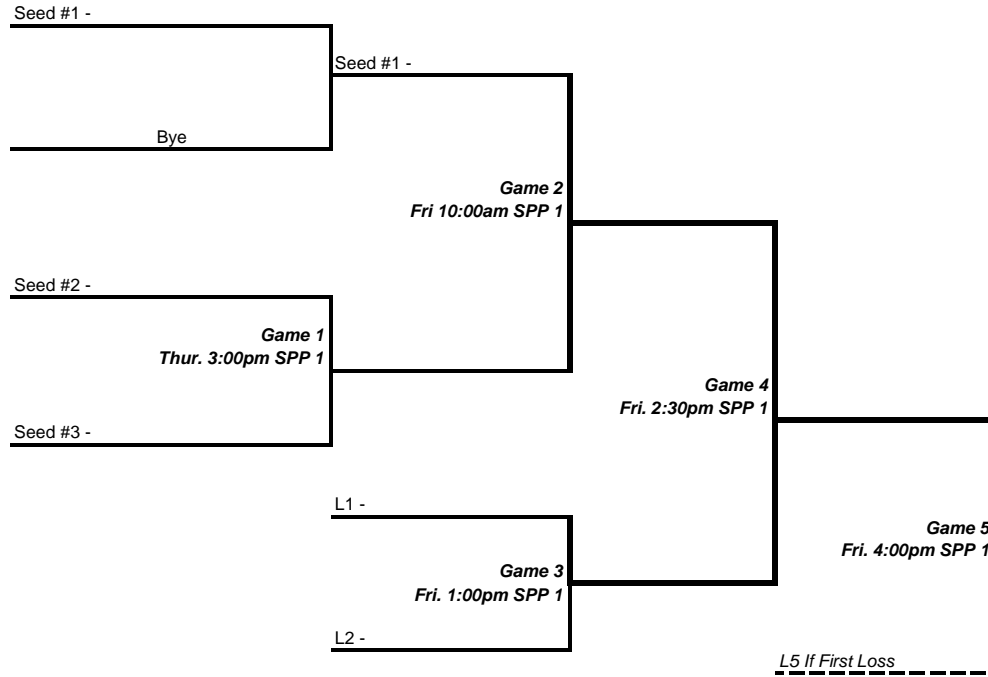 Seed #1 -
Seed #1 -
Bye
Game 2
Fri 10:00am SPP 1
Seed #2 -
Game 1
Thur. 3:00pm SPP 1
Game 4
Fri. 2:30pm SPP 1
Seed #3 -
L1 -
Game 5
Fri. 4:00pm SPP 1
Game 3
Fri. 1:00pm SPP 1
L2 -
L5 If First Loss